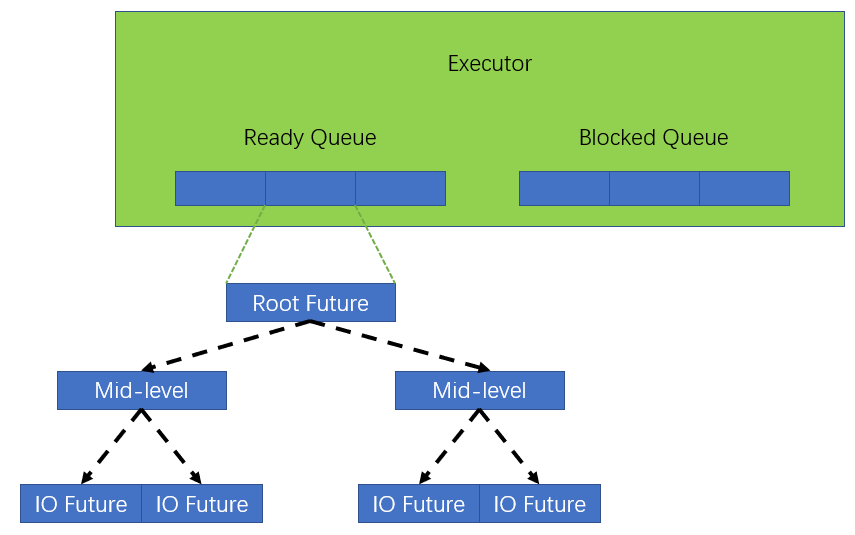 Executor
Ready Queue
Blocked Queue
Root Future
Mid-level
Mid-level
IO Future
IO Future
IO Future
IO Future